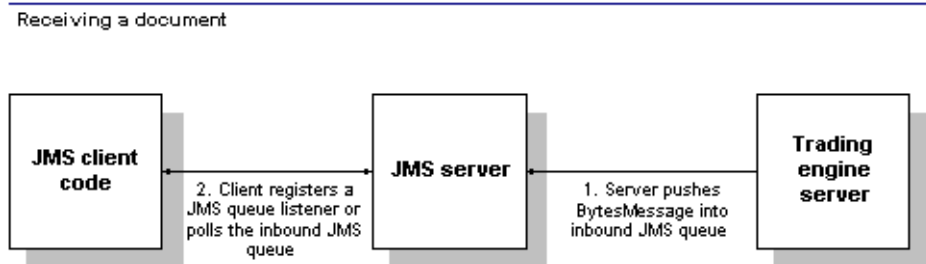 Receiving a document
JMS client
code
2. Client registers a
JMS queue listener or
polls the inbound JMS
queue
JMS server
1. Server pushes
BytesMessage into
inbound JMS queue
Trading
engine
server